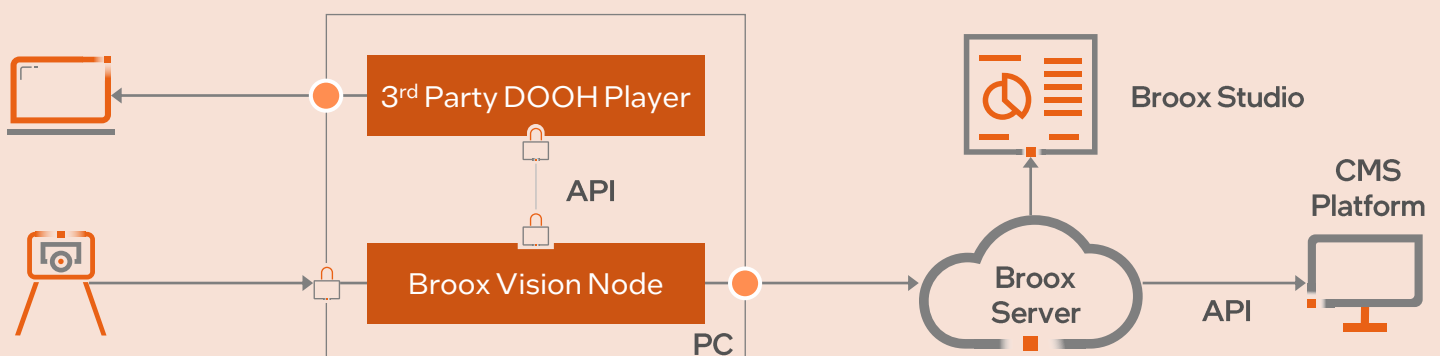 3rd Party DOOH Player
API
Broox Vision Node
PC
Broox Studio
CMS
Platform
Broox
Server
API